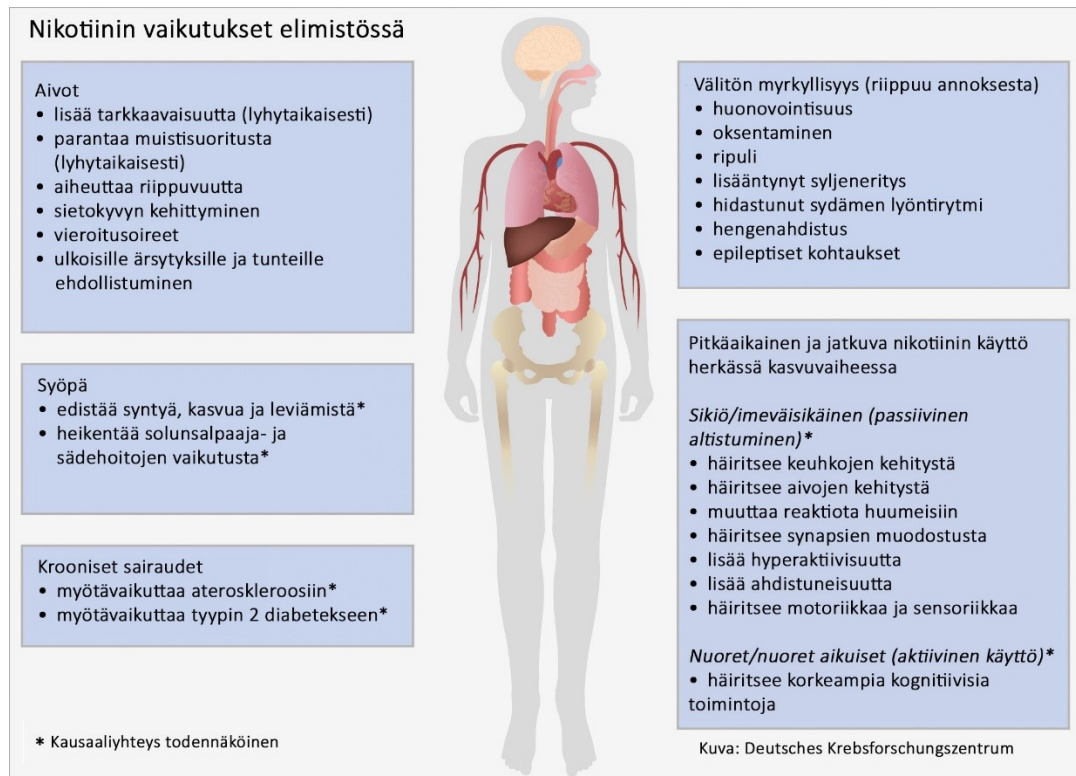 Nikotiinin vaikutukset elimistössä
Aivot
• lisää tarkkaavaisuutta (lyhytaikaisesti)
• parantaa muistisuoritusta
(lyhytaikaisesti)
• aiheuttaa riippuvuutta
• sietokyvyn kehittyminen
• vieroitusoireet
• ulkoisille ärsytyksille ja tunteille
ehdollistuminen
Syöpä
• edistää syntyä, kasvua ja leviämistä*
• heikentää solunsalpaaja- ja
sädehoitojen vaikutusta*
Krooniset sairaudet
• myötävaikuttaa ateroskleroosiin*
• myötävaikuttaa tyypin 2 diabetekseen*
* Kausaaliyhteys todennäköinen
Välitön myrkyllisyys (riippuu annoksesta)
• huonovointisuus
• oksentaminen
• ripuli
• lisääntynyt syljeneritys
• hidastunut sydämen lyöntirytmi
• hengenahdistus
• epileptiset kohtaukset
Pitkäaikainen ja jatkuva nikotiinin käyttö
herkässä kasvuvaiheessa
Sikiö/imeväisikäinen (passiivinen
altistuminen)*
• häiritsee keuhkojen kehitystä
• häiritsee aivojen kehitystä
• muuttaa reaktiota huumeisiin
• häiritsee synapsien muodostusta
• lisää hyperaktiivisuutta
• lisää ahdistuneisuutta
• häiritsee motoriikkaa ja sensoriikkaa
Nuoret/nuoret aikuiset (aktiivinen käyttö)*
• häiritsee korkeampia kognitiivisia
toimintoja
Kuva: Deutsches Krebsforschungszentrum